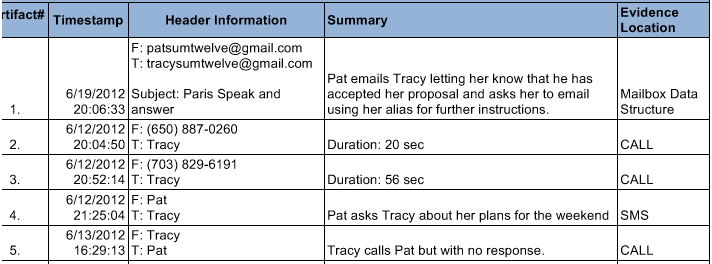 rtifact# Timestamp Header Information Summary Evidence Location
F: patsumtwelve@gmail.com
T: tracysumtwelve@gmail.com
1. 6/19/2012 20:06:33 Subject: Paris Speak and answer
Pat emails Tracy letting her know that he has
accepted her proposal and asks her to email
using her alias for further instructions.
Mailbox Data
Structure
2. 6/12/2012 20:04:50 F: (650) 887-0260
T: Tracy
Duration: 20 sec
CALL
3. 6/12/2012 20:52:14 F: (703) 829-6191
T: Tracy
Duration: 56 sec
CALL
4. 6/12/2012 21:25:04 F: Pat
T: Tracy
Pat asks Tracy about her plans for the weekend
SMS
5. 6/13/2012 16:29:13 F: Tracy
T: Pat
Tracy calls Pat but with no response.
CALL